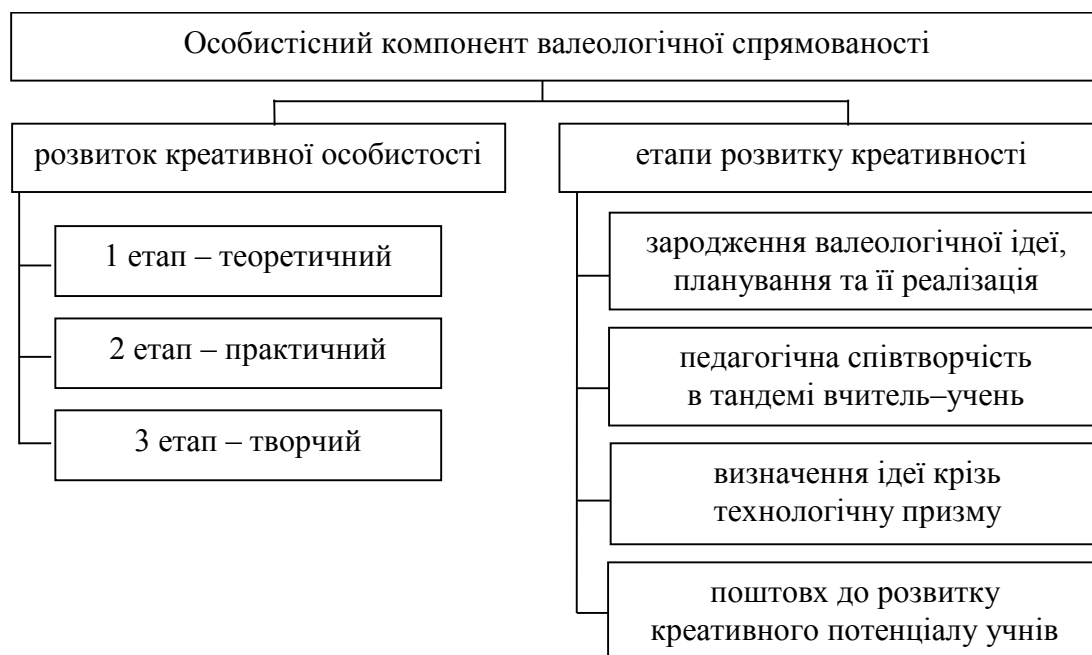 Особистісний компонент валеологічної спрямованості
розвиток креативної особистості
1 етап – теоретичний
2 етап – практичний
3 етап – творчий
етапи розвитку креативності
зародження валеологічної ідеї,
планування та її реалізація
педагогічна співтворчість
в тандемі вчитель–учень
визначення ідеї крізь
технологічну призму
поштовх до розвитку
креативного потенціалу учнів